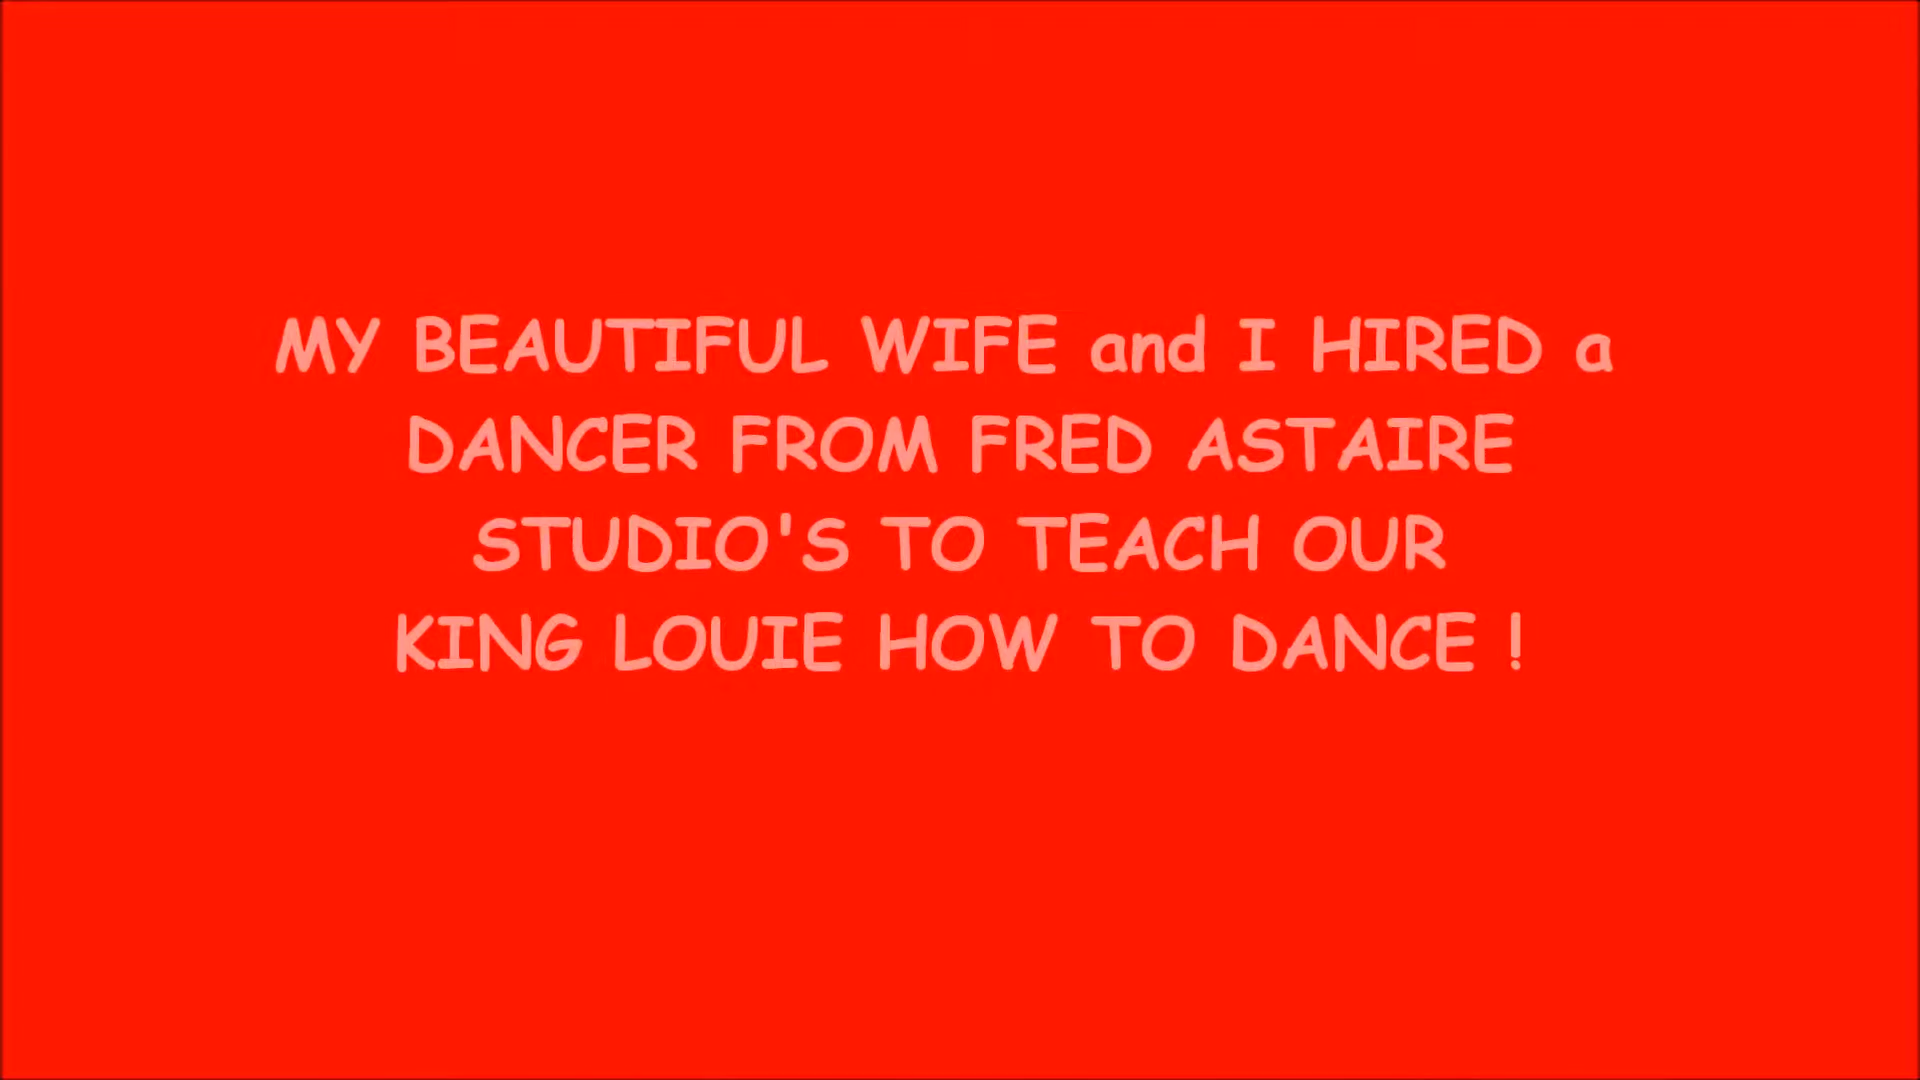 MY BEAUTIFUL WIFE and I HIRED a
DANCER FROM FRED ASTAIRE
STUDIO'S TO TEACH OUR
KING LOUIE HOW TO DANCE !